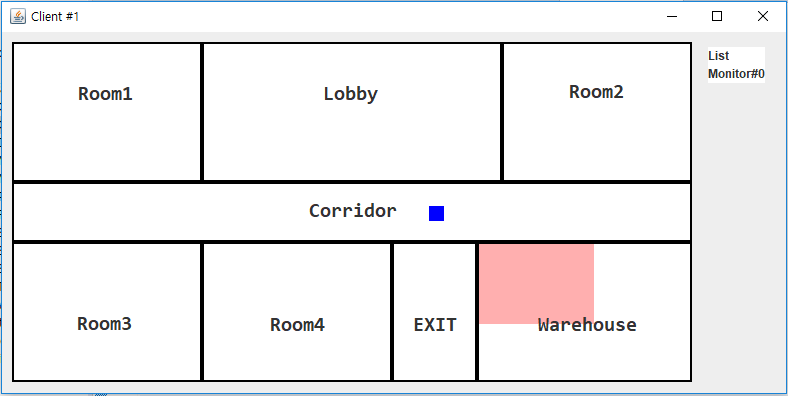 Client #1
Room1
Lobby
Room2
List
Monitor#0
Corridor
Room3
Room4
EXIT
Warehouse